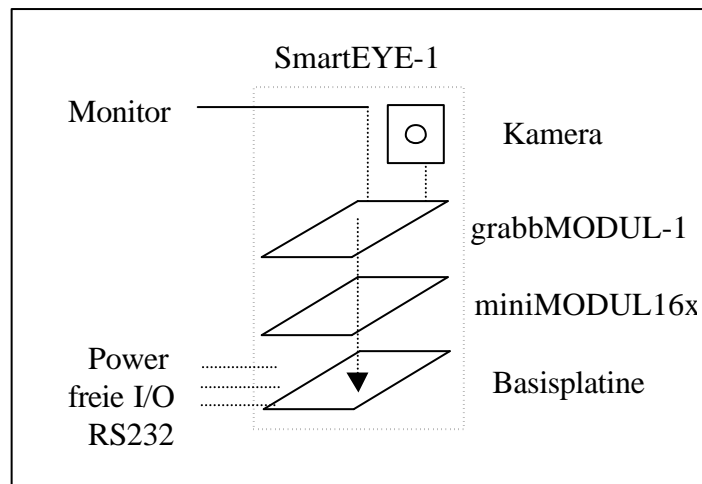 SmartEYE-1
Monitor
Kamera
grabbMODUL-1
miniMODUL16x
Power
freie I/O
RS232
Basisplatine